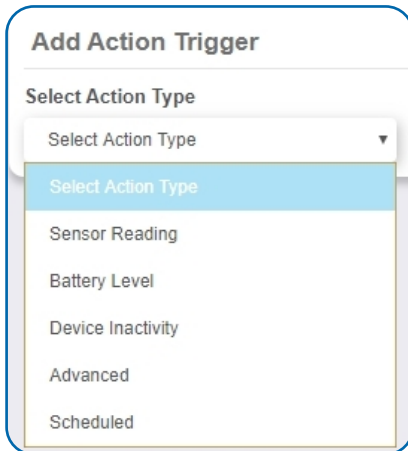 Add Action Trigger
Select Action Type
Select Action Type
Select Action Type
Sensor Reading
Battery Level
Device Inactivity
Advanced
Scheduled